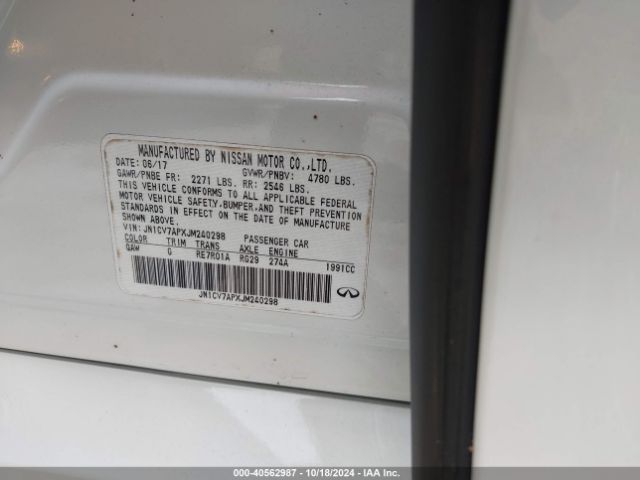 MANUFACTURED BY NISSAN MOTOR CO.,LTD.
DATE: 06/17 GVWR/PNBV: 4780 LBS.
GAWR/PNBE FR: 2271 LBS. RR: 2546 LBS.
THIS VEHICLE CONFORMS TO ALL APPLICABLE FEDERAL
MOTOR VEHICLE SAFETY,BUMPER,AND THEFT PREVENTION
STANDARDS IN EFFECT ON THE DATE OF MANUFACTURE
SHOWN ABOVE.
VIN: JN1CV7APXJM240298 PASSENGER CAR
COLOR TRIM TRANS AXLE ENGINE
QAW G RE7R01A RG29 274A 1991CC
JN1CV7APXJM240298
000-40562987 - 10/18/2024 - IAAI.com